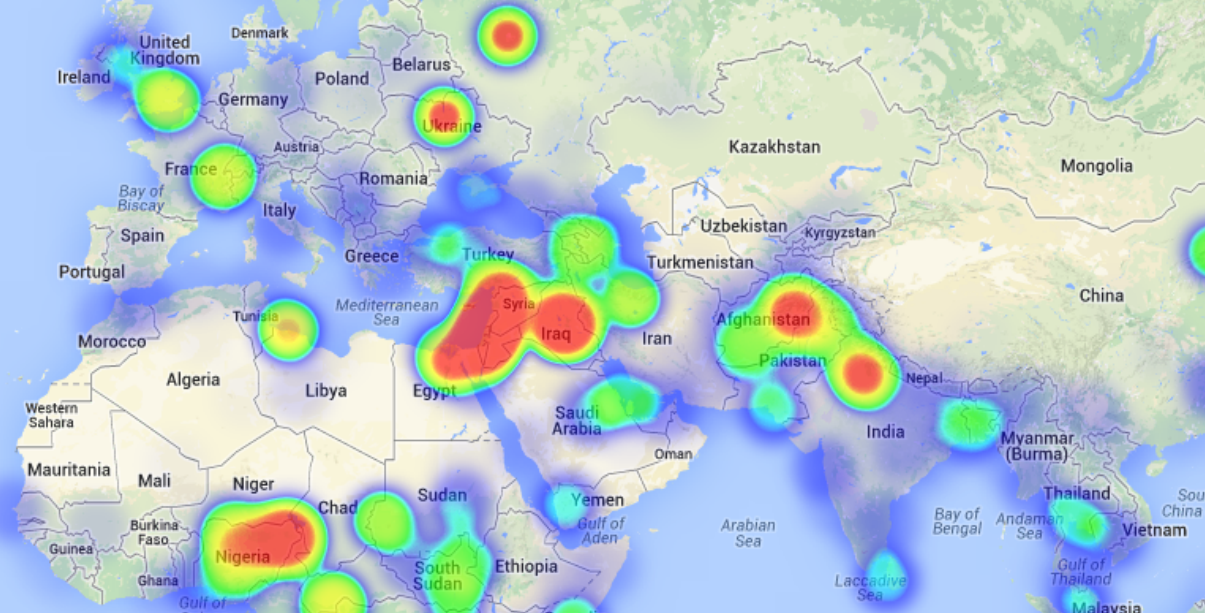 Denmark
United
Kingdom
Ireland
Belarus
Poland
Germany
Ukraine
Austria
Kazakhstan
Mongolia
France
Romania
Bay of
Biscay
Italy
Spain
Uzbekistan
Kyrgyzstan
Greece
Turkey
Turkmenistan
Portugal
China
Mediterranean
Sea
Syria
Tunisia
Afghanistan
Iraq
Iran
Morocco
Pakistan
Algeria
Libya
Egypt
Nepal
Western
Sahara
Saudi
Arabia
India
Myanmar
(Burma)
Oman
Mauritania
Mali
Niger
Chad
Sudan
Yemen
Thailand
Sou
China
Burkina
Faso
Gulf of
Aden
Arabian
Sea
Bay of
Bengal
Andaman
Sea
Vietnam
Guinea
Nigeria
Ethiopia
South
Sudan
Ghana
Gulf of
Thailand
Laccadive
Sea
Gulf of
Malaysia